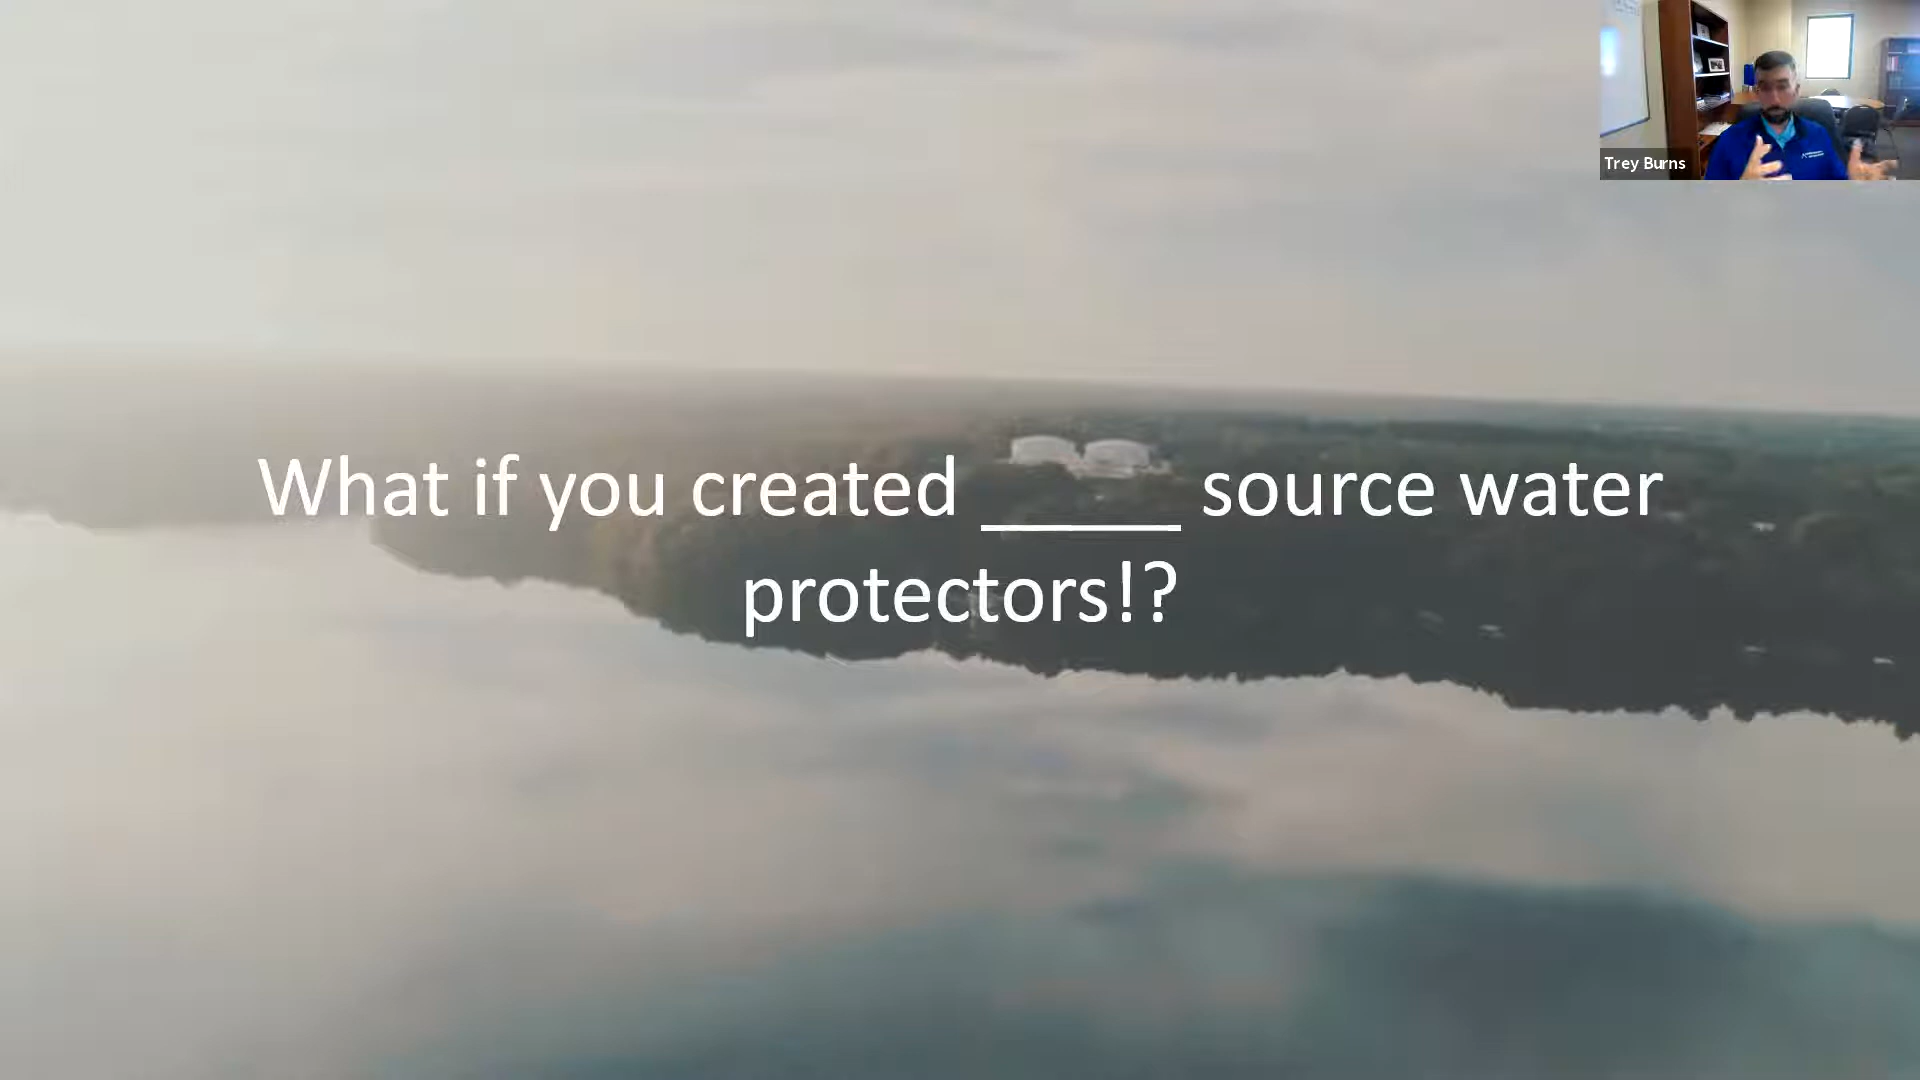 Trey Burns
What if you created _____ source water
protectors!?